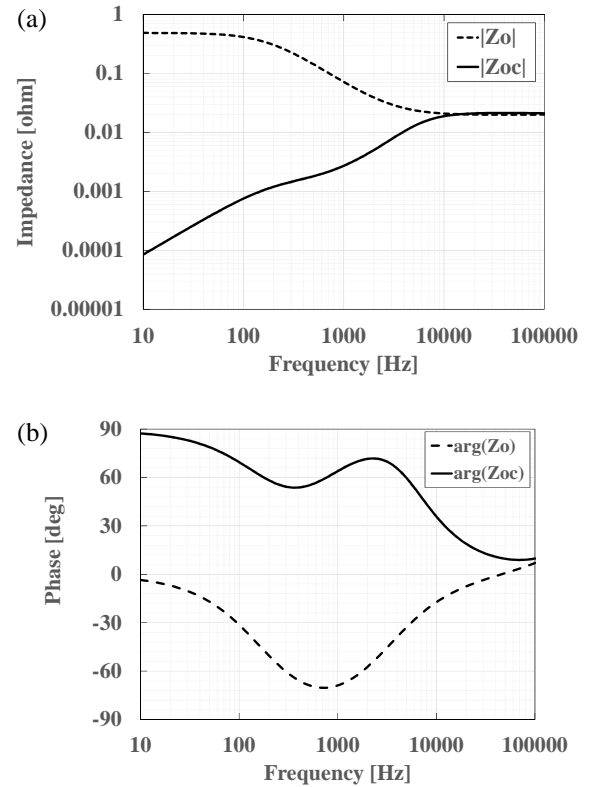 (a)
1
0.1
0.01
0.001
0.0001
0.00001
Impedance [ohm]
|Zo|
|Zoc|
10 100 1000 10000 100000
Frequency [Hz]
(b)
90
60
30
0
-30
-60
-90
Phase [deg]
arg(Zo)
arg(Zoc)
10 100 1000 10000 100000
Frequency [Hz]